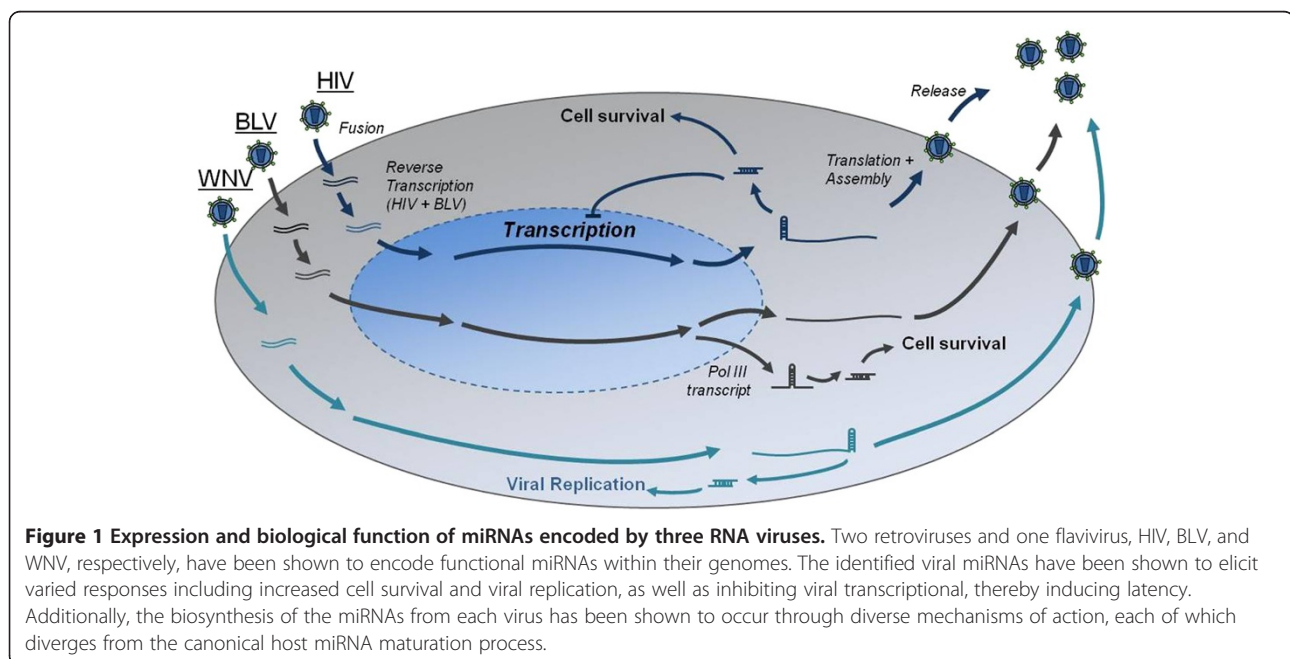 HIV
BLV
WNV
Fusion
Reverse
Transcription
(HIV + BLV)
Cell survival
Transcription
Translation +
Assembly
Release
Pol III
transcript
Cell survival
Viral Replication
Figure 1 Expression and biological function of miRNAs encoded by three RNA viruses. Two retroviruses and one flavivirus, HIV, BLV, and
WNV, respectively, have been shown to encode functional miRNAs within their genomes. The identified viral miRNAs have been shown to elicit
varied responses including increased cell survival and viral replication, as well as inhibiting viral transcriptional, thereby inducing latency.
Additionally, the biosynthesis of the miRNAs from each virus has been shown to occur through diverse mechanisms of action, each of which
diverges from the canonical host miRNA maturation process.